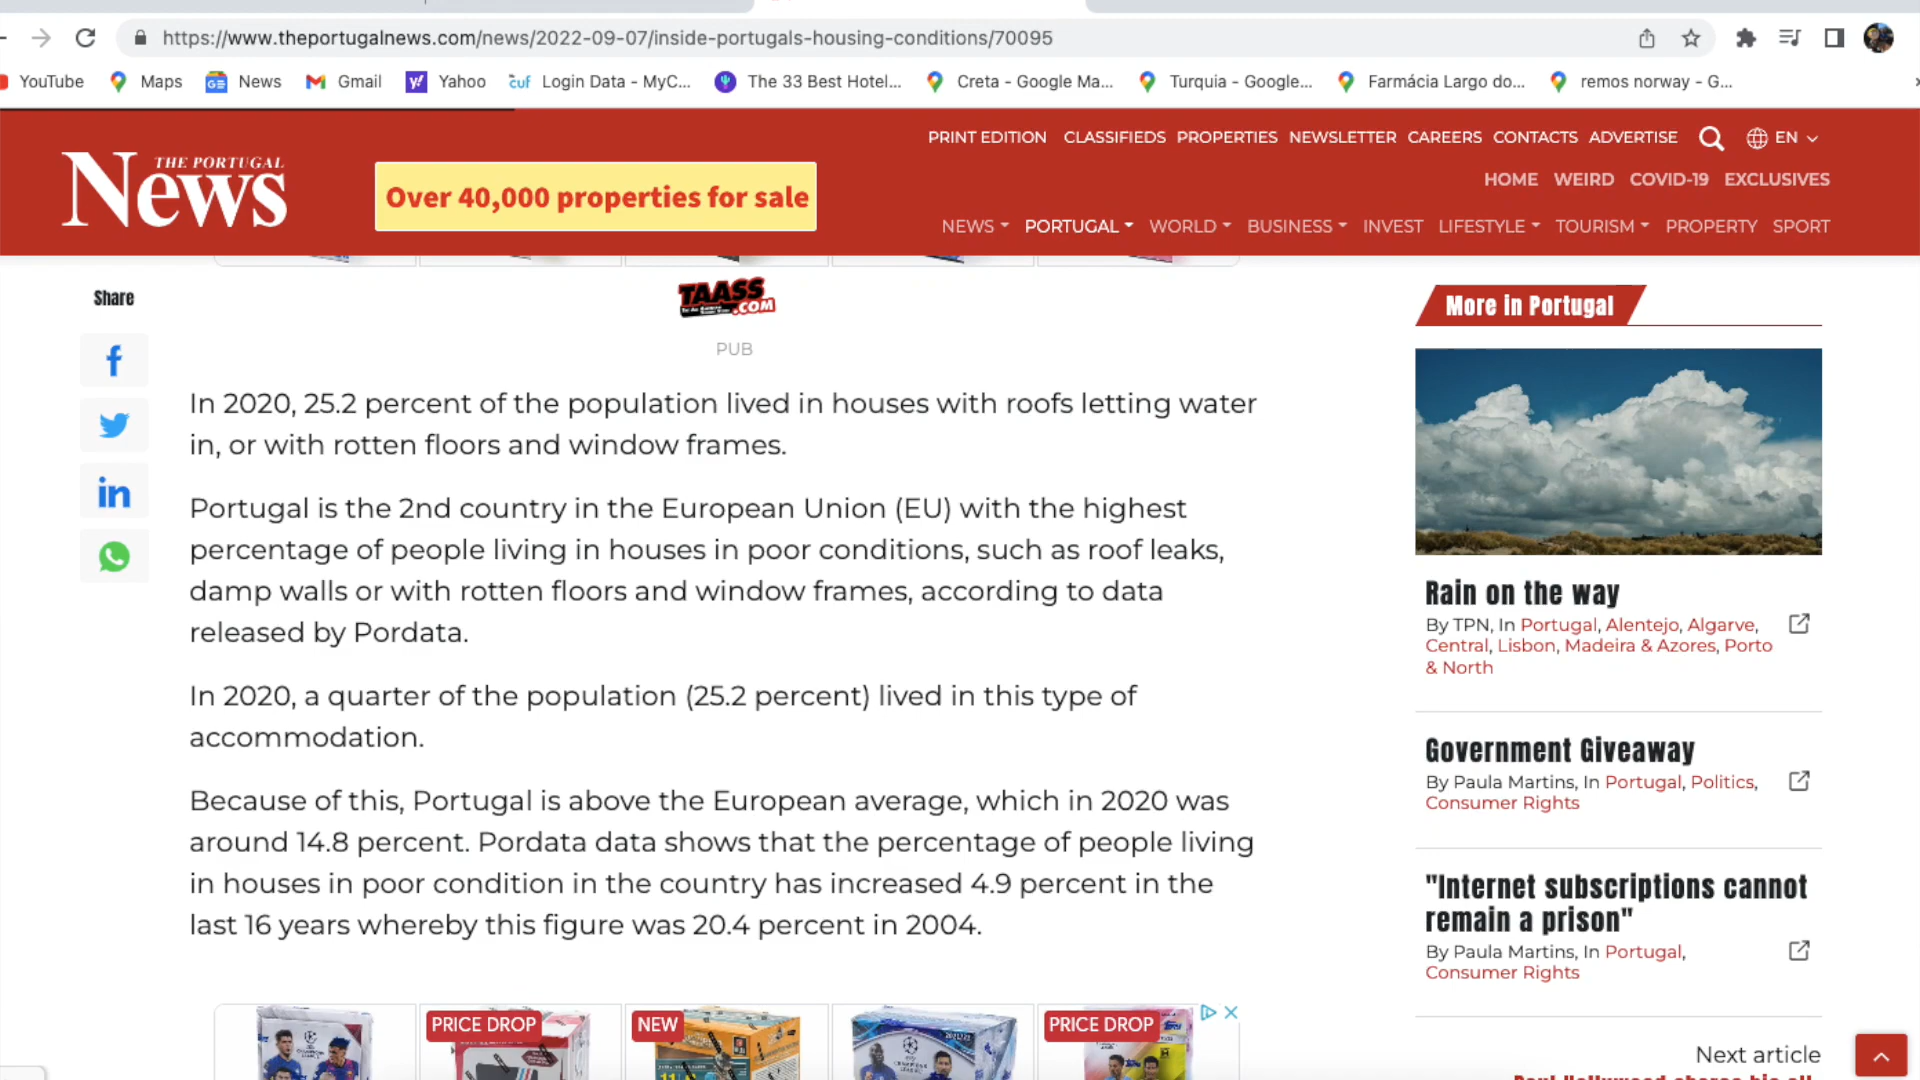 https://www.theportugalnews.com/news/2022-09-07/inside-portugals-housing-conditions/70095
YouTube Maps News Gmail Yahoo Login Data - MyC... The 33 Best Hotel... Creta - Google Ma... Turquia - Google... Farmácia Largo do... remos norway - G...
PRINT EDITION CLASSIFIEDS PROPERTIES NEWSLETTER CAREERS CONTACTS ADVERTISE EN
THE PORTUGAL
News
Over 40,000 properties for sale
HOME WEIRD COVID-19 EXCLUSIVES
NEWS PORTUGAL WORLD BUSINESS INVEST LIFESTYLE TOURISM PROPERTY SPORT
Share
TAASS
.COM
PUB
In 2020, 25.2 percent of the population lived in houses with roofs letting water
in, or with rotten floors and window frames.
Portugal is the 2nd country in the European Union (EU) with the highest
percentage of people living in houses in poor conditions, such as roof leaks,
damp walls or with rotten floors and window frames, according to data
released by Pordata.
In 2020, a quarter of the population (25.2 percent) lived in this type of
accommodation.
Because of this, Portugal is above the European average, which in 2020 was
around 14.8 percent. Pordata data shows that the percentage of people living
in houses in poor condition in the country has increased 4.9 percent in the
last 16 years whereby this figure was 20.4 percent in 2004.
PRICE DROP
NEW
PRICE DROP
More in Portugal
Rain on the way
By TPN, In Portugal, Alentejo, Algarve,
Central, Lisbon, Madeira & Azores, Porto
& North
Government Giveaway
By Paula Martins, In Portugal, Politics,
Consumer Rights
"Internet subscriptions cannot
remain a prison"
By Paula Martins, In Portugal,
Consumer Rights
Next article